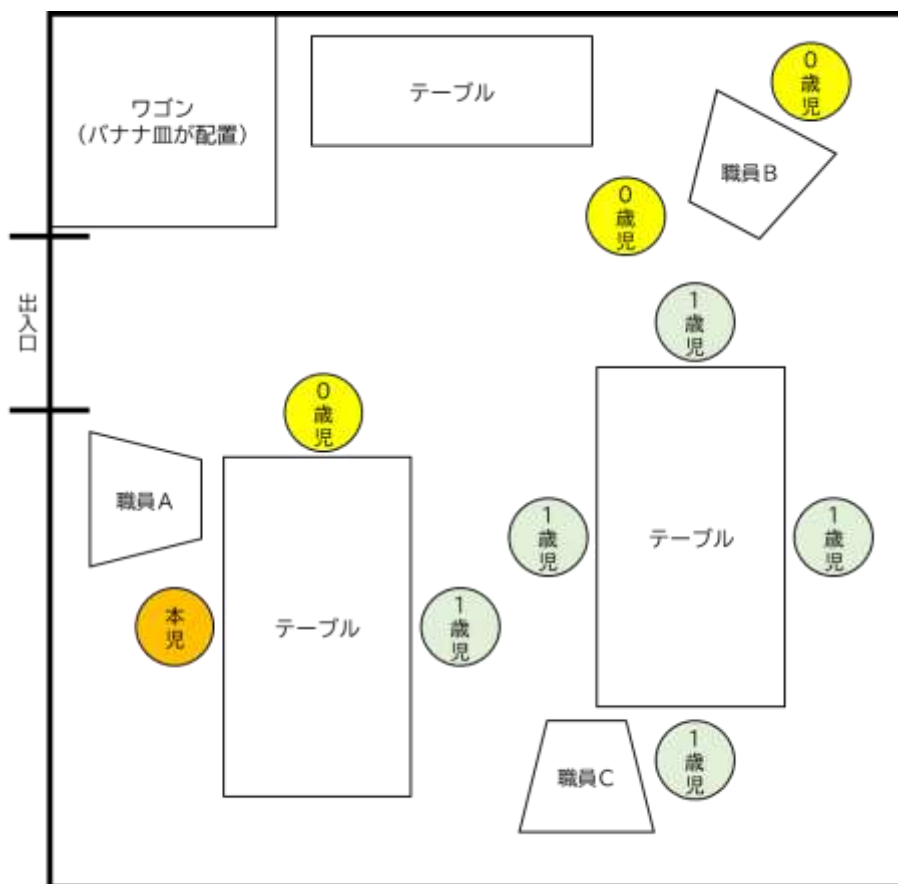 ワゴン
(バナナ皿が配置)
テーブル
0歳児
職員B
0歳児
1歳児
出入口
0歳児
職員A
1歳児
テーブル
1歳児
本児
テーブル
1歳児
職員C
1歳児